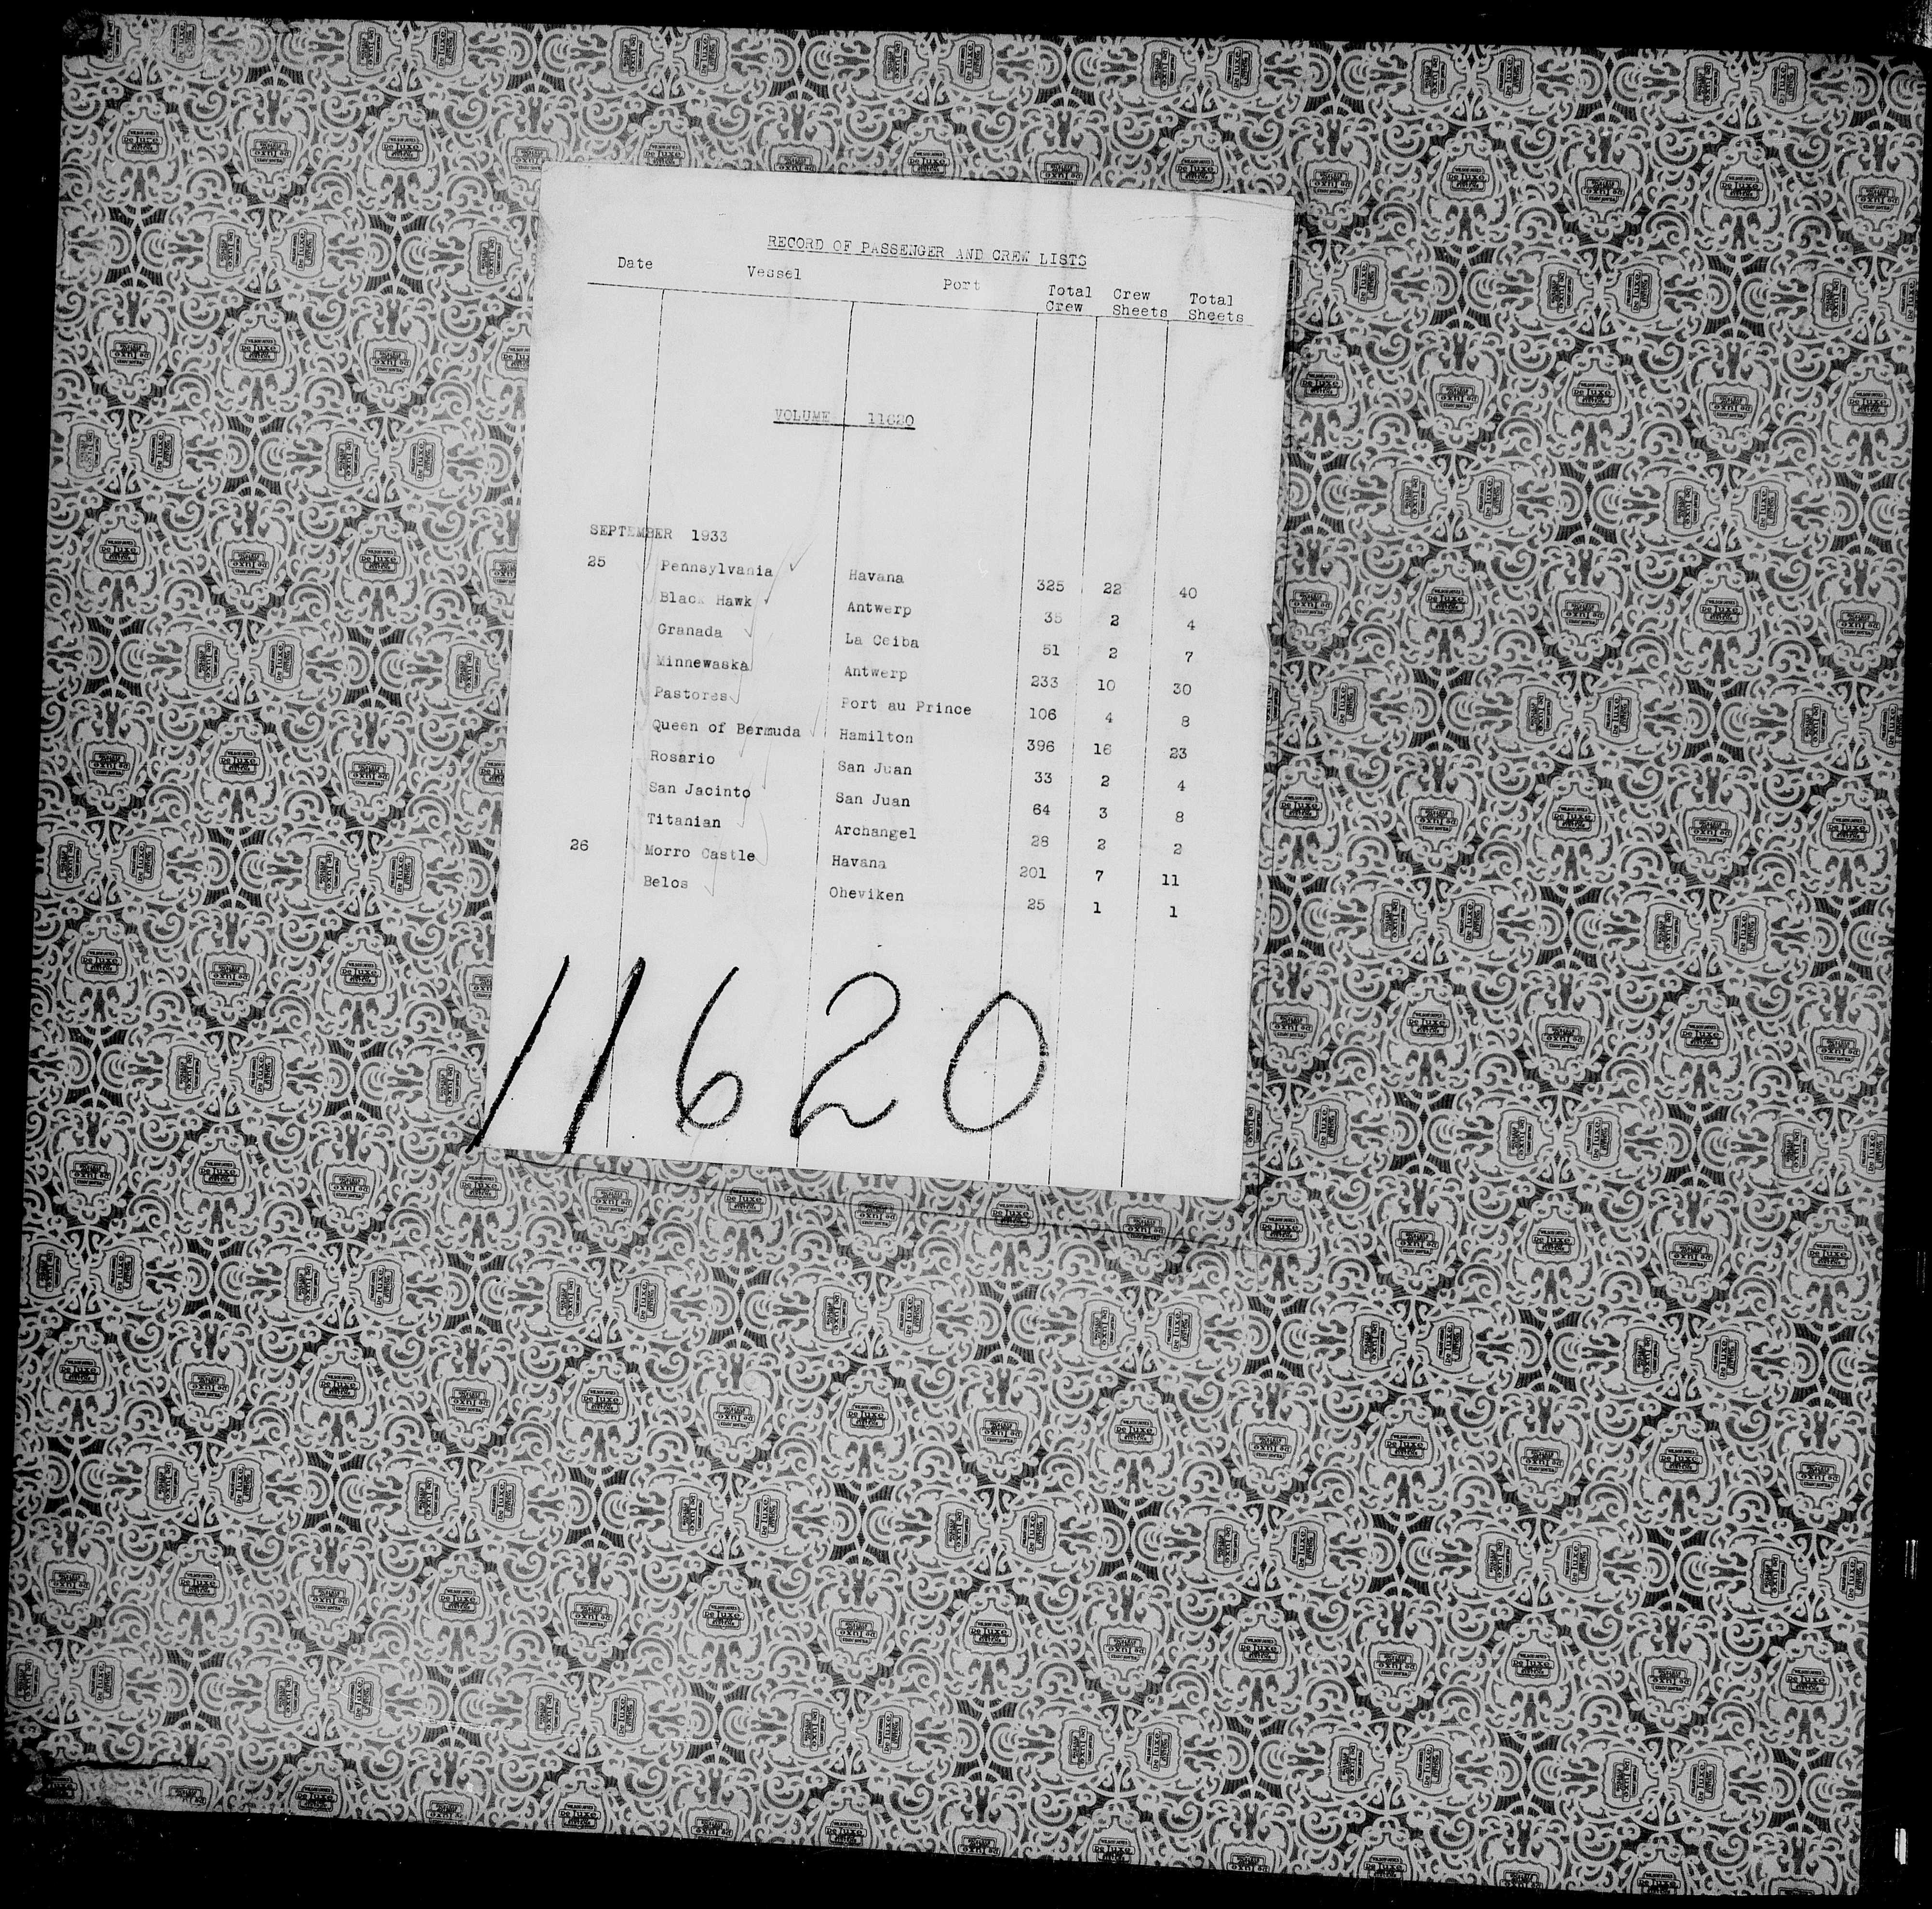 RECORD OF PASSENGER AND CREW LISTS
Date Vessel Port Total Crew Crew Sheets Total Sheets
VOLUME 11620
SEPTEMBER 1933
25 Pennsylvania Havana 325 22 40
Black Hawk Antwerp 35 2 4
Granada La Ceiba 51 2 7
Minnewaska Antwerp 233 10 30
Pastores Port au Prince 106 4 8
Queen of Bermuda Hamilton 396 16 23
Rosario San Juan 33 2 4
San Jacinto San Juan 64 3 8
Titanian Archangel 28 2 2
26 Morro Castle Havana 201 7 11
Belos Oheviken 25 1 1
11620